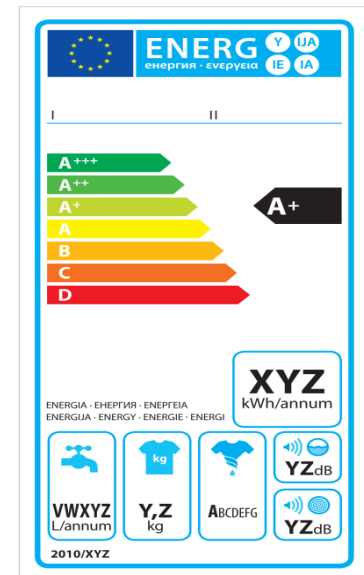 ENERG Y IJA
енергия · ενεργεια IE IA
I II
A+++
A++
A+ A+
A
B
C
D
XYZ
kWh/annum
ENERGIA · ЕНЕРГИЯ · ΕΝΕΡΓΕΙΑ
ENERGIJA · ENERGY · ENERGIE · ENERGI
kg
YZdB
VWXYZ
L/annum
Y,Z
kg
ABCDEFG
YZdB
2010/XYZ